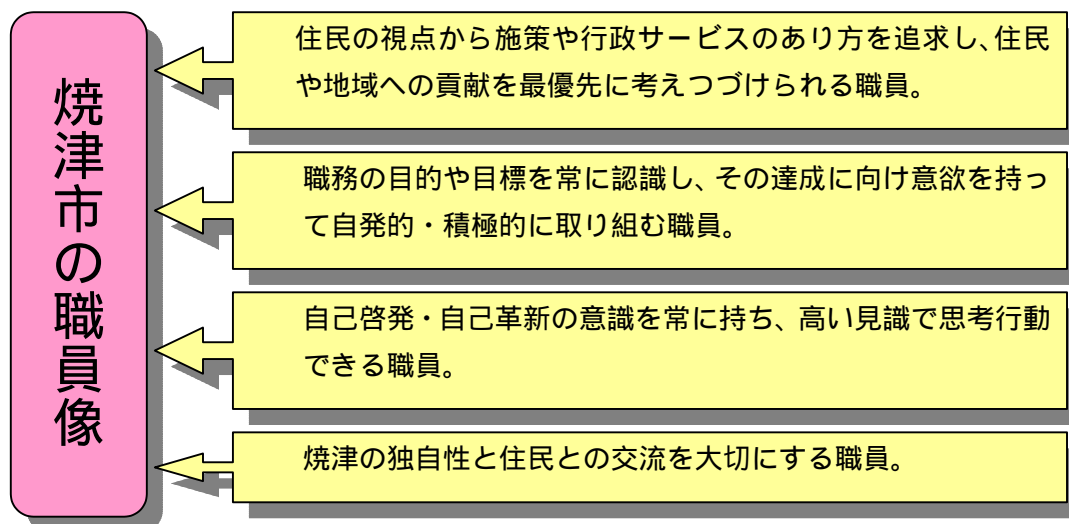 焼津市の職員像
住民の視点から施策や行政サービスのあり方を追求し、住民
や地域への貢献を最優先に考えつづけられる職員。
職務の目的や目標を常に認識し、その達成に向け意欲を持っ
て自発的・積極的に取り組む職員。
自己啓発・自己革新の意識を常に持ち、高い見識で思考行動
できる職員。
焼津の独自性と住民との交流を大切にする職員。